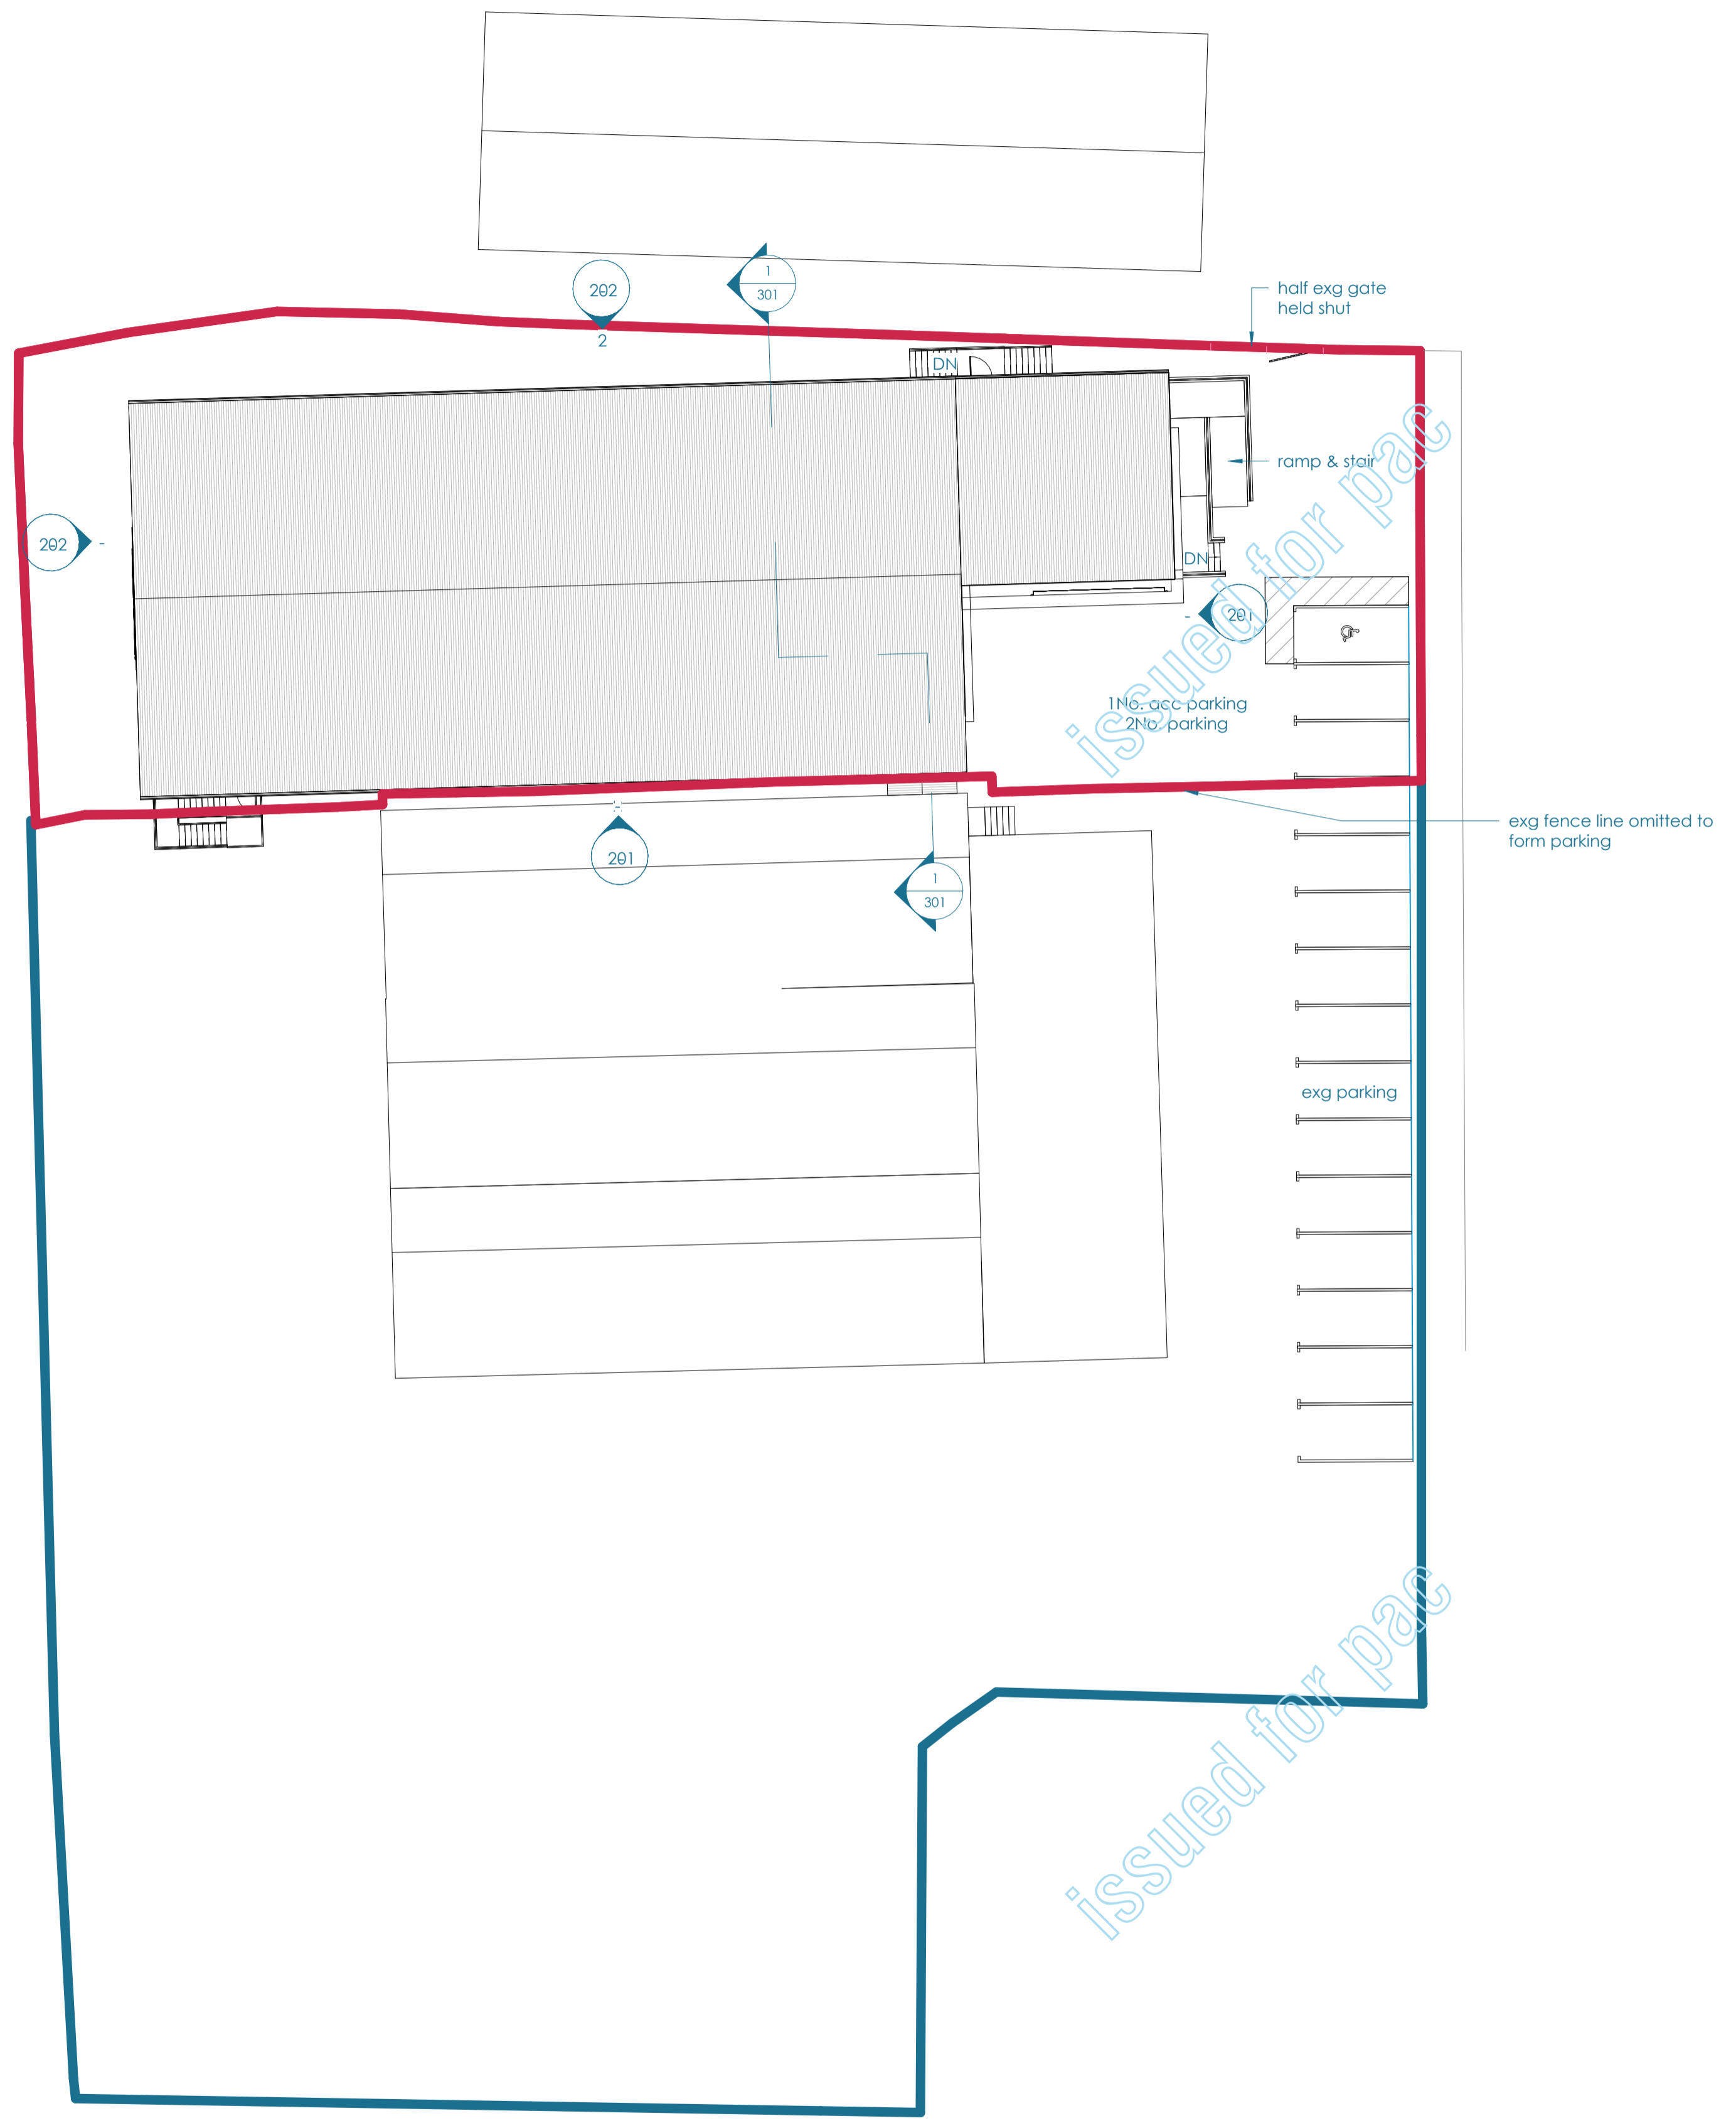 202
2
1
301
half exg gate
held shut
DN
ramp & stair
202
-
DN
-
201
issued for pac
1No. acc parking
2No. parking
201
exg fence line omitted to
form parking
1
301
exg parking
issued for pac